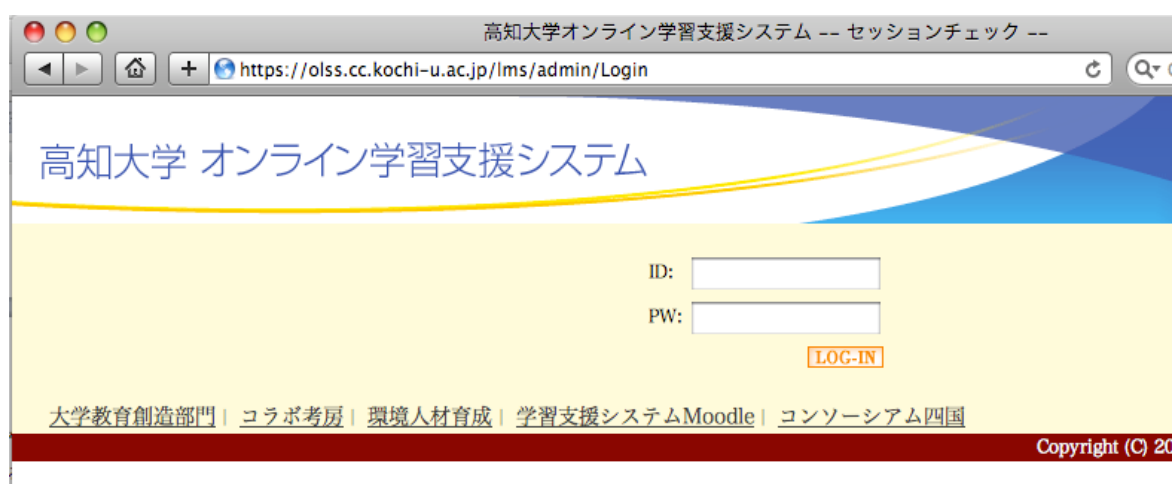 高知大学オンライン学習支援システム -- セッションチェック --
https://olss.cc.kochi-u.ac.jp/lms/admin/Login
高知大学 オンライン学習支援システム
ID:
PW:
LOG-IN
大学教育創造部門 | コラボ考房 | 環境人材育成 | 学習支援システムMoodle | コンソーシアム四国
Copyright (C) 20